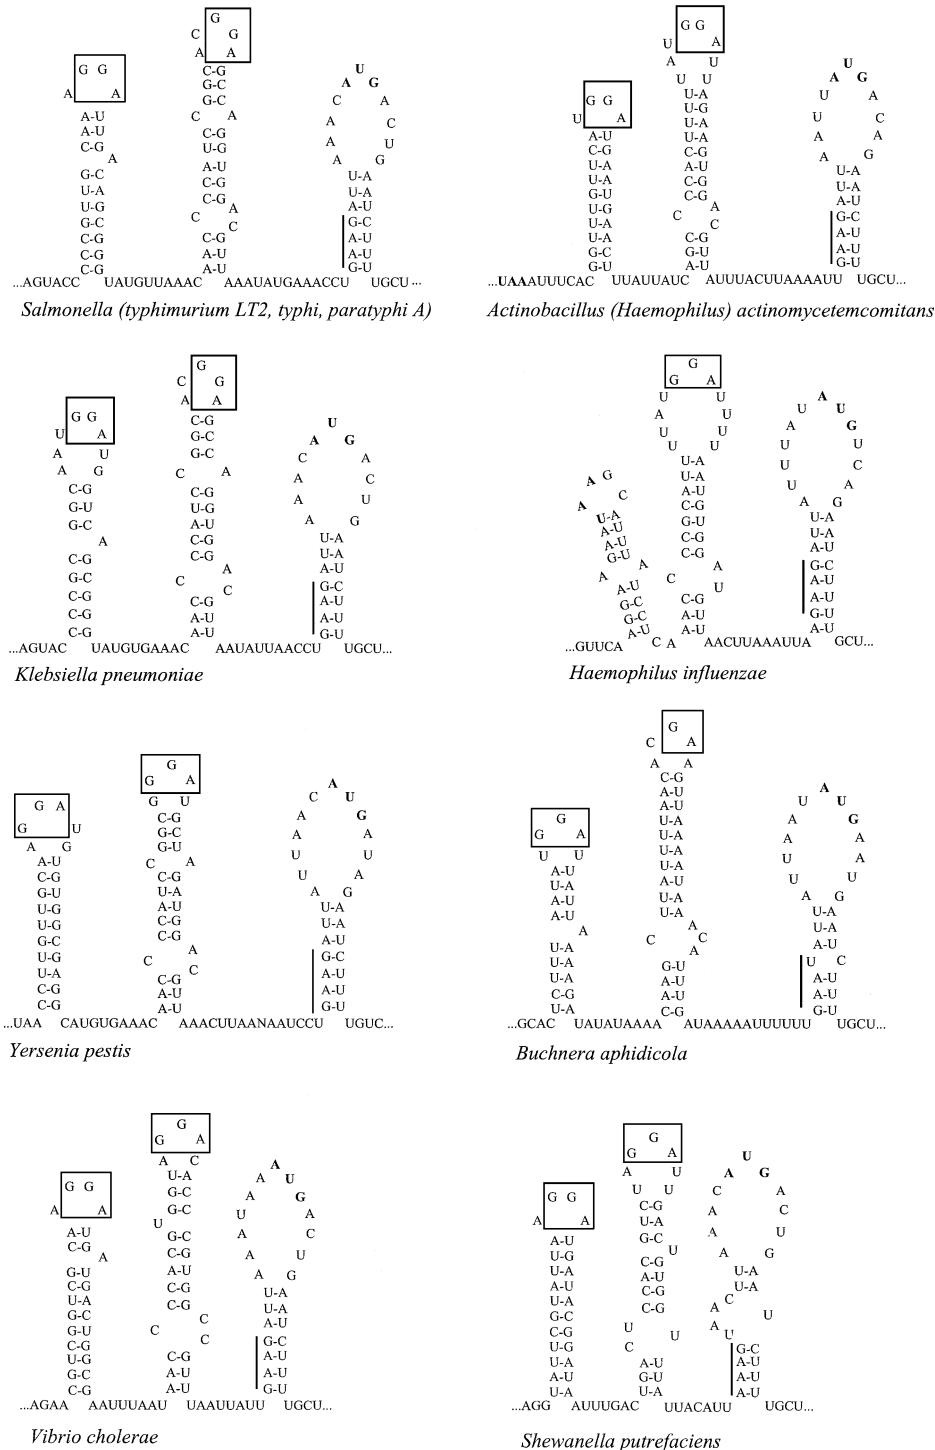 G G
A A
A-U
A-U
C-G
A
G-C
U-A
U-G
G-C
C-G
C-G
C-G
G
C G
A A
C-G
G-C
G-C
C A
C-G
U-G
A-U
C-G
C-G
A
C C
C-G
A-U
A-U
U
A G
C A
A C
A U
A G
U-A
U-A
A-U
G-C
A-U
A-U
G-U
...AGUACC UAUGUUAAAC AAAUAUGAAACCU UGCU...
Salmonella (typhimurium LT2, typhi, paratyphi A)
G G
U A
A-U
C-G
U-A
U-A
G-U
U-G
U-A
U-A
G-C
G-U
G G
U A
A U
U U
U-A
U-G
U-A
U-A
C-G
U-A
C-G
C-G
A
C C
C-G
G-U
A-U
U
A G
U A
U C
U A
A G
U-A
U-A
A-U
G-C
A-U
A-U
G-U
...UAAAUUUCAC UUAUUAUC AUUUACUUAAAAUU UGCU...
Actinobacillus (Haemophilus) actinomycetemcomitans
G G
U A
A U
A G
C-G
G-U
G-C
A
C-G
G-C
C-G
C-G
C-G
G
C G
A A
C-G
G-C
G-C
C A
C-G
U-G
A-U
C-G
C-G
A
C C
C-G
A-U
A-U
U
A G
C A
A C
A U
A G
U-A
U-A
A-U
G-C
A-U
A-U
G-U
...AGUAC UAUGUGAAAC AAUAUUAACCU UGCU...
Klebsiella pneumoniae
A G
A C
U-A
A-U
A-U
G-U
A A
A-U
G-C
G-C
A-U
G
G A
U U
A U
U U
U U
U-A
U-A
A-U
C-G
U-G
C-G
C-G
A
C U
C-G
A-U
A-U
A
U U
A G
U U
U C
U A
A G
U-A
U-A
A-U
G-C
A-U
A-U
G-U
A-U
...GUUCA C A AACUUAAAUUA GCU...
Haemophilus influenzae
G A
G U
A G
A-U
C-G
G-U
U-G
U-G
G-C
U-G
U-A
C-G
C-G
G
G A
G U
C-G
G-C
G-U
C A
C-G
U-A
A-U
C-G
C-G
A
C C
C-G
A-U
A-U
A
C U
A G
A A
U U
U A
A G
U-A
U-A
A-U
G-C
A-U
A-U
G-U
...UAA CAUGUGAAAC AAACUUAANAAUCCU UGUC...
Yersinia pestis
G
G A
U U
A-U
U-A
A-U
A-U
A
U-A
U-A
U-A
C-G
U-A
G
C A
A A
C-G
A-U
A-U
U-A
U-A
U-A
U-A
A-U
U-A
U-A
A
C C
A
G-U
A-U
A-U
C-G
A
U U
A G
A A
U A
U U
A G
U-A
U-A
A-U
U C
A-U
A-U
G-U
...GCAC UAUAUAAAA AUAAAAAUUUUUU UGCU...
Buchnera aphidicola
G G
A A
A-U
C-G
A
G-U
C-G
U-A
G-C
G-U
C-G
U-G
G-C
C-G
G
G A
A C
U-A
G-C
G-C
U
G-C
C-G
A-U
C-G
C-G
C
C C
C-G
A-U
A-U
A
A U
A G
U A
A C
A U
A G
U-A
U-A
A-U
G-C
A-U
A-U
G-U
...AGAA AAUUUAAU UAAUUAUU UGCU...
Vibrio cholerae
G G
A A
A-U
U-G
U-A
A-U
U-A
G-C
C-G
U-G
U-A
A-U
U-A
G
G A
A U
U U
C-G
U-A
G-C
U
C-G
A-U
C-G
C-G
U U
C
A-U
G-U
U-A
U
A G
C A
A C
A U
A G
U-A
U-A
C
A U
A
U
G-C
A-U
A-U
A-U
...AGG AUUUGAC UUACAUU UGCU...
Shewanella putrefaciens